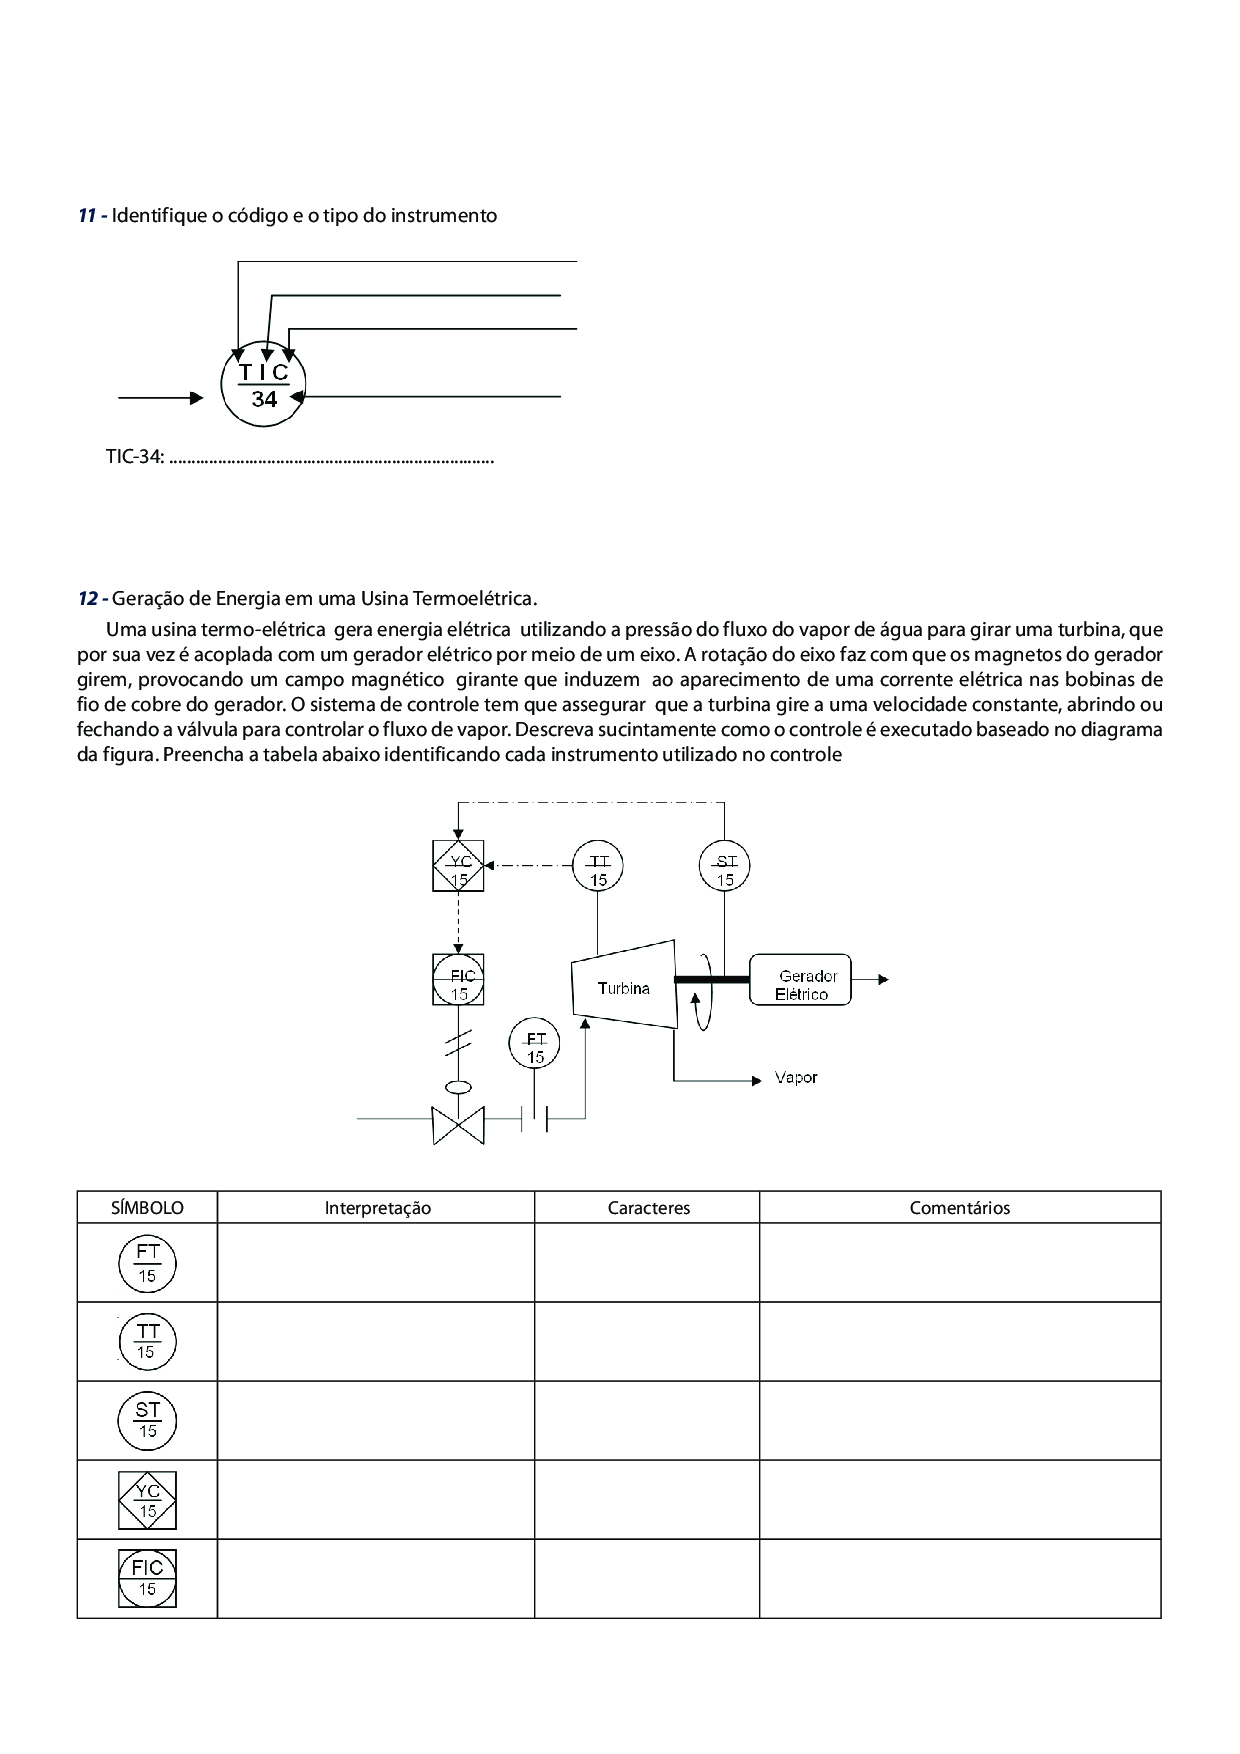 11 - Identifique o código e o tipo do instrumento
T I C
34
TIC-34: ........................................................................
12 - Geração de Energia em uma Usina Termoelétrica.
Uma usina termo-elétrica gera energia elétrica utilizando a pressão do fluxo do vapor de água para girar uma turbina, que
por sua vez é acoplada com um gerador elétrico por meio de um eixo. A rotação do eixo faz com que os magnetos do gerador
girem, provocando um campo magnético girante que induzem ao aparecimento de uma corrente elétrica nas bobinas de
fio de cobre do gerador. O sistema de controle tem que assegurar que a turbina gire a uma velocidade constante, abrindo ou
fechando a válvula para controlar o fluxo de vapor. Descreva sucintamente como o controle é executado baseado no diagrama
da figura. Preencha a tabela abaixo identificando cada instrumento utilizado no controle
YC
15
TT
15
ST
15
FIC
15
Turbina
Gerador
Elétrico
FT
15
Vapor
SÍMBOLO Interpretação Caracteres Comentários
FT
15
TT
15
ST
15
YC
15
FIC
15